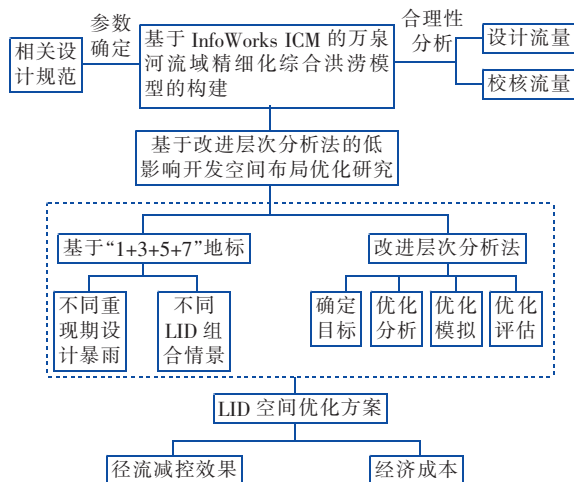 参数
确定
合理性
分析
相关设
计规范
基于 InfoWorks ICM 的万泉
河流域精细化综合洪涝模
型的构建
设计流量
校核流量
基于改进层次分析法的低
影响开发空间布局优化研究
基于“1+3+5+7”地标
改进层次分析法
不同重
现期设
计暴雨
不同
LID 组
合情景
确定
目标
优化
分析
优化
模拟
优化
评估
LID 空间优化方案
径流减控效果
经济成本